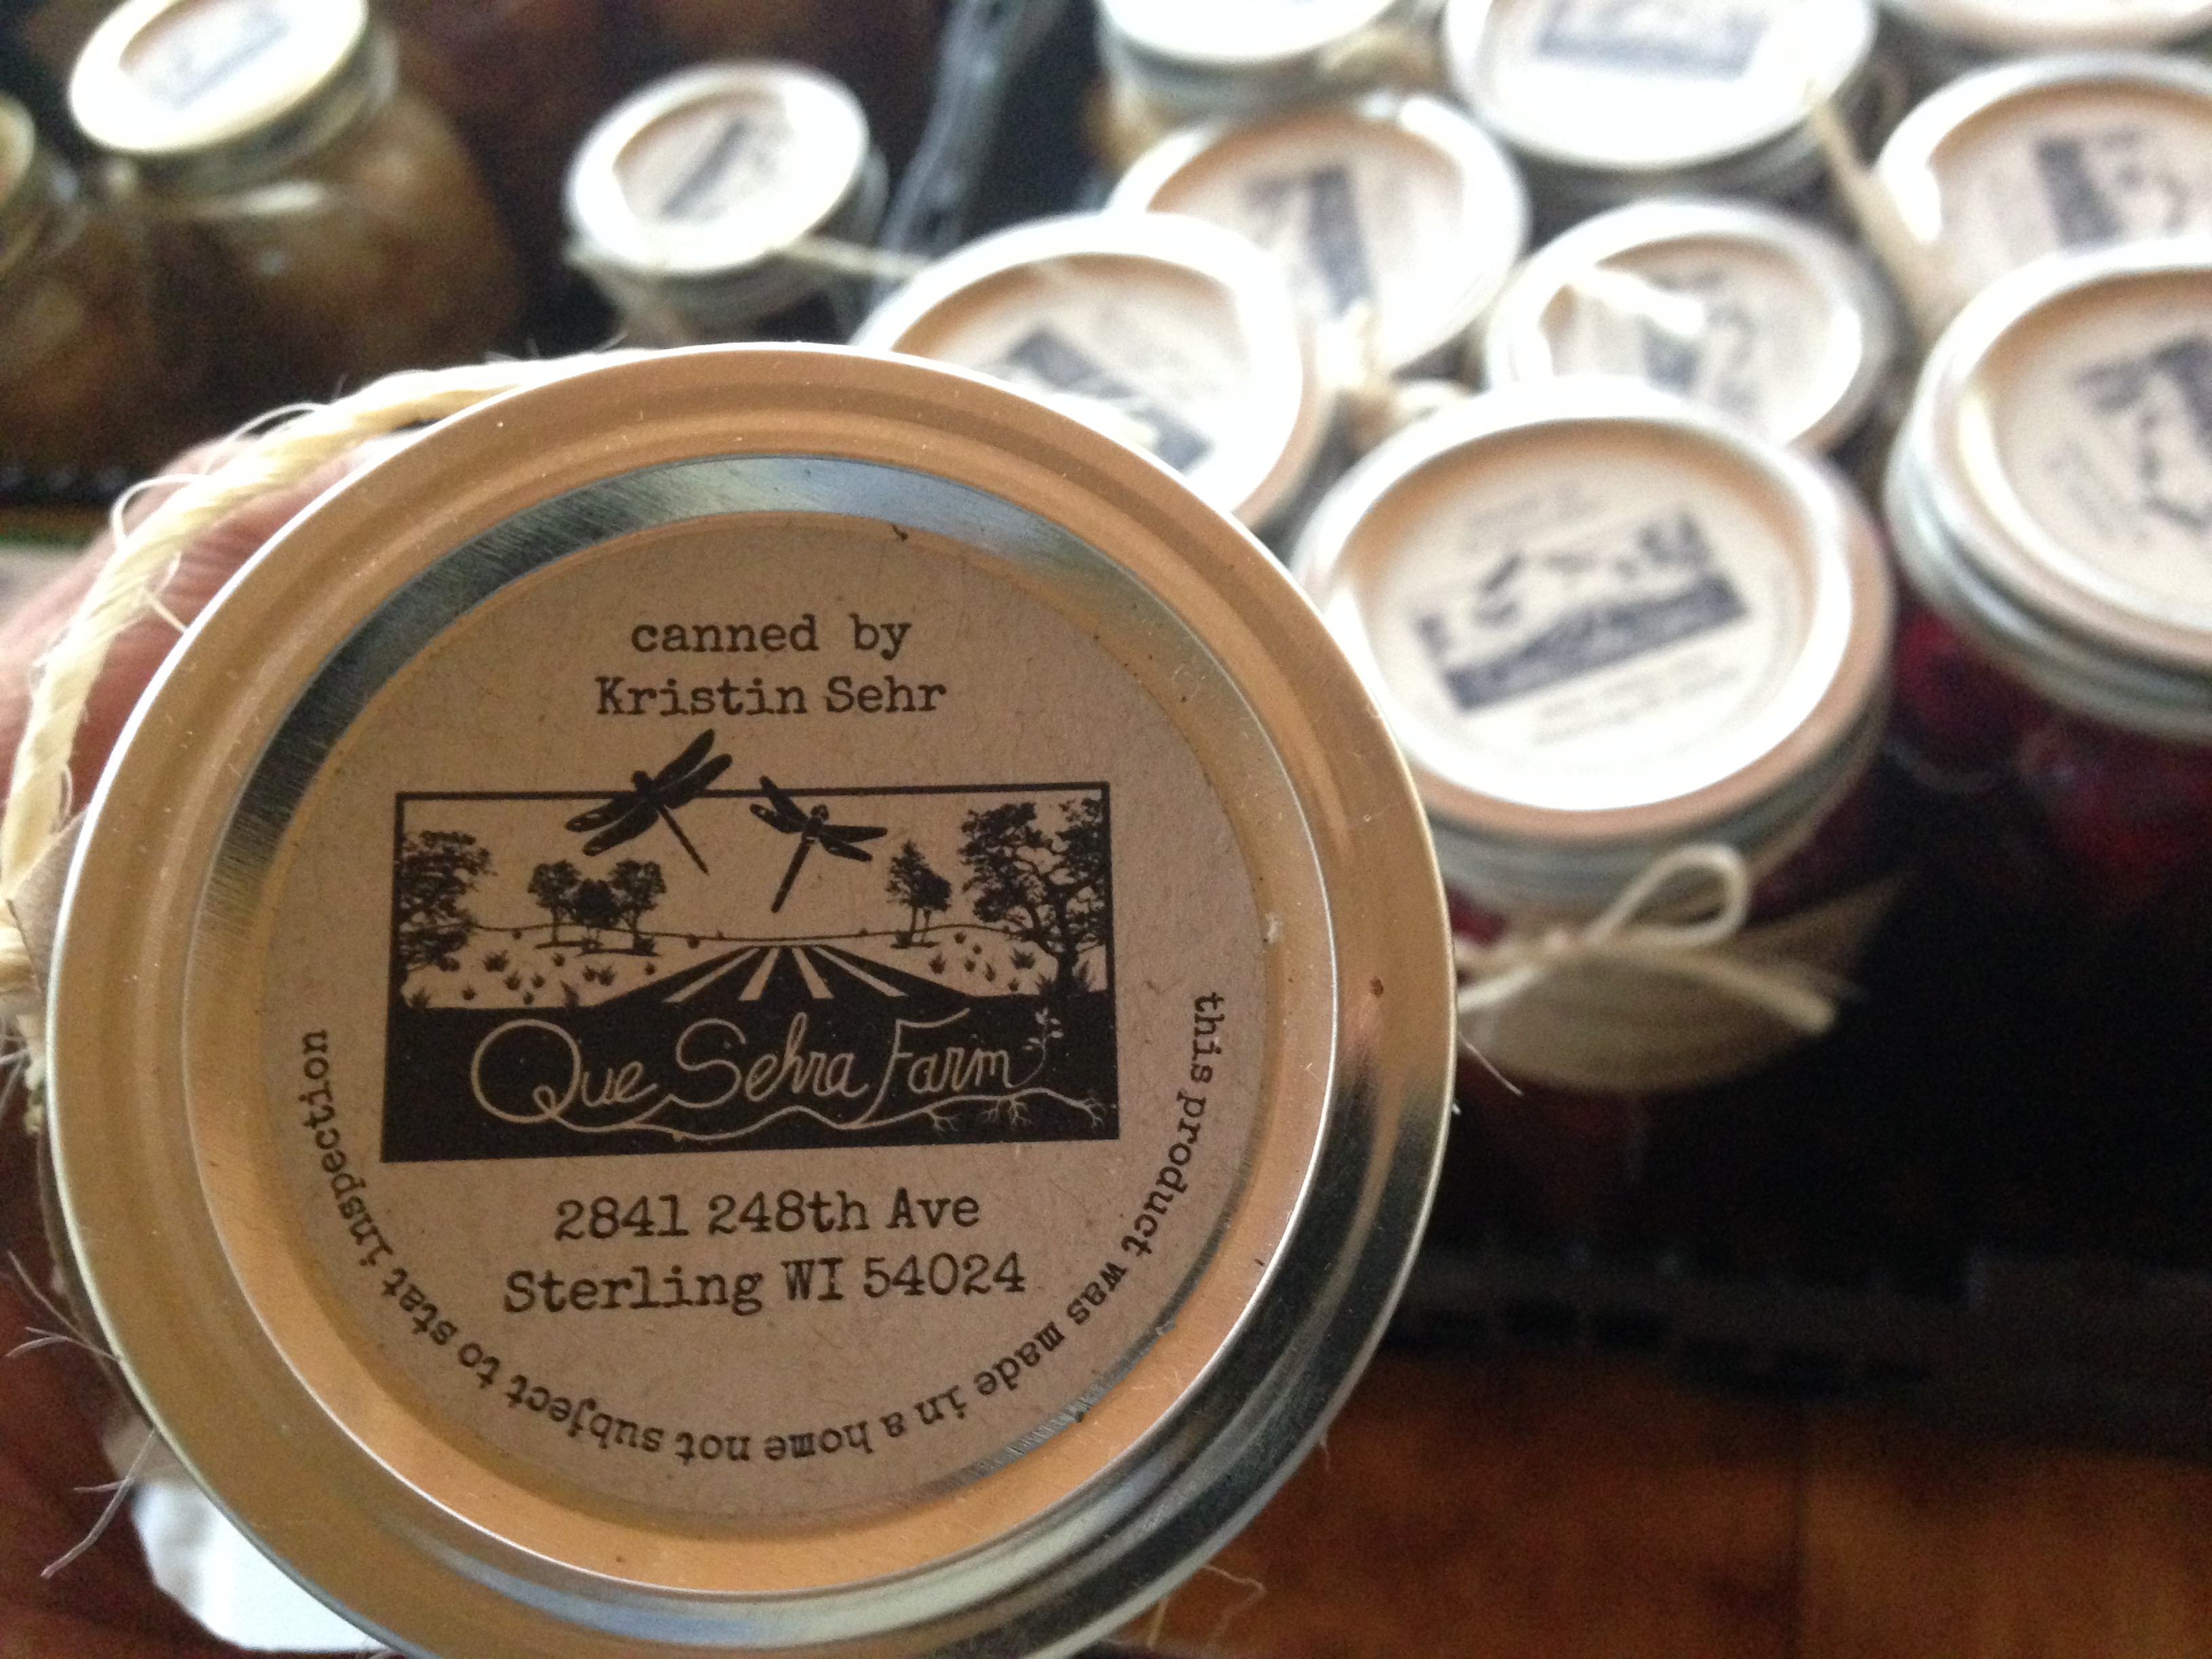 canned by
Kristin Sehr
Que Sehra Farm
2841 248th Ave
Sterling WI 54024
this product was made in a home not subject to stat inspection